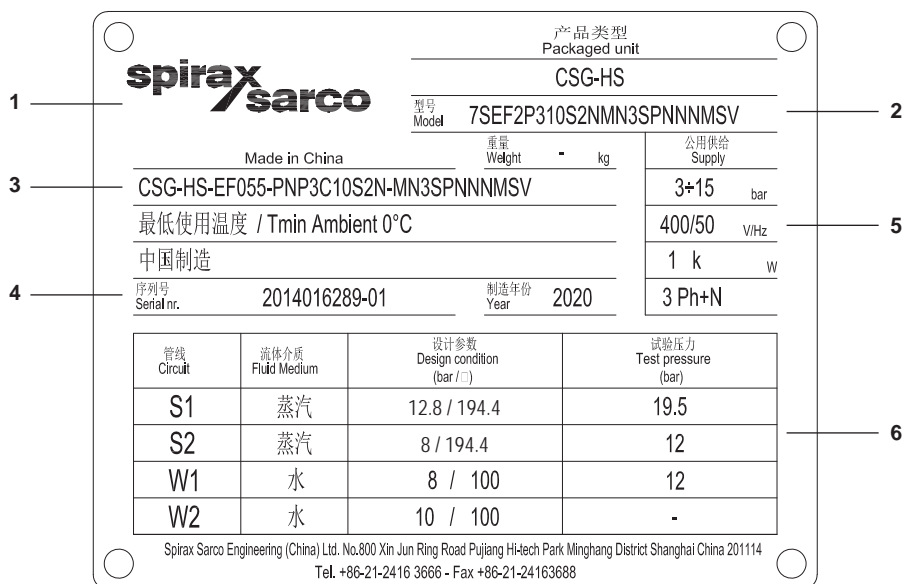 产品类型
Packaged unit
spirax sarco
CSG-HS
1
型号
Model 7SEF2P310S2NMN3SPNNNMSV
2
Made in China
重量
Weight - kg
公用供给
Supply
3
CSG-HS-EF055-PNP3C10S2N-MN3SPNNNMSV
3÷15 bar
最低使用温度 / Tmin Ambient 0°C
400/50 V/Hz
5
中国制造
1 k W
4
序列号
Serial nr. 2014016289-01
制造年份
Year 2020
3 Ph+N
管线
Circuit
流体介质
Fluid Medium
设计参数
Design condition
(bar /□)
试验压力
Test pressure
(bar)
S1 蒸汽 12.8 / 194.4 19.5
S2 蒸汽 8 / 194.4 12
6
W1 水 8 / 100 12
W2 水 10 / 100 -
Spirax Sarco Engineering (China) Ltd. No.800 Xin Jun Ring Road Pujiang Hi-tech Park Minghang District Shanghai China 201114
Tel. +86-21-2416 3666 - Fax +86-21-24163688